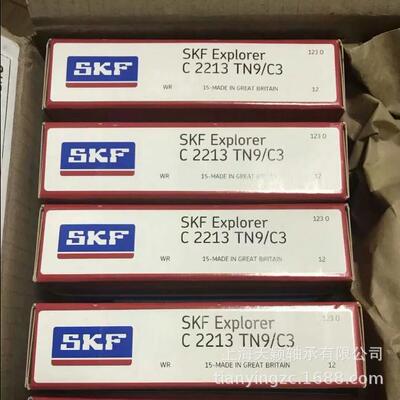 SKF
SKF Explorer
123 0
C 2213 TN9/C3
WR 15-MADE IN GREAT BRITAIN 12
SKF
SKF Explorer
123 0
C 2213 TN9/C3
WR 15-MADE IN GREAT BRITAIN 12
SKF
SKF Explorer
123 0
C 2213 TN9/C3
WR 15-MADE IN GREAT BRITAIN 12
SKF
SKF Explorer
123 0
C 2213 TN9/C3
WR 15-MADE IN GREAT BRITAIN 12
上海天颖轴承有限公司
tianyingzc.1688.com